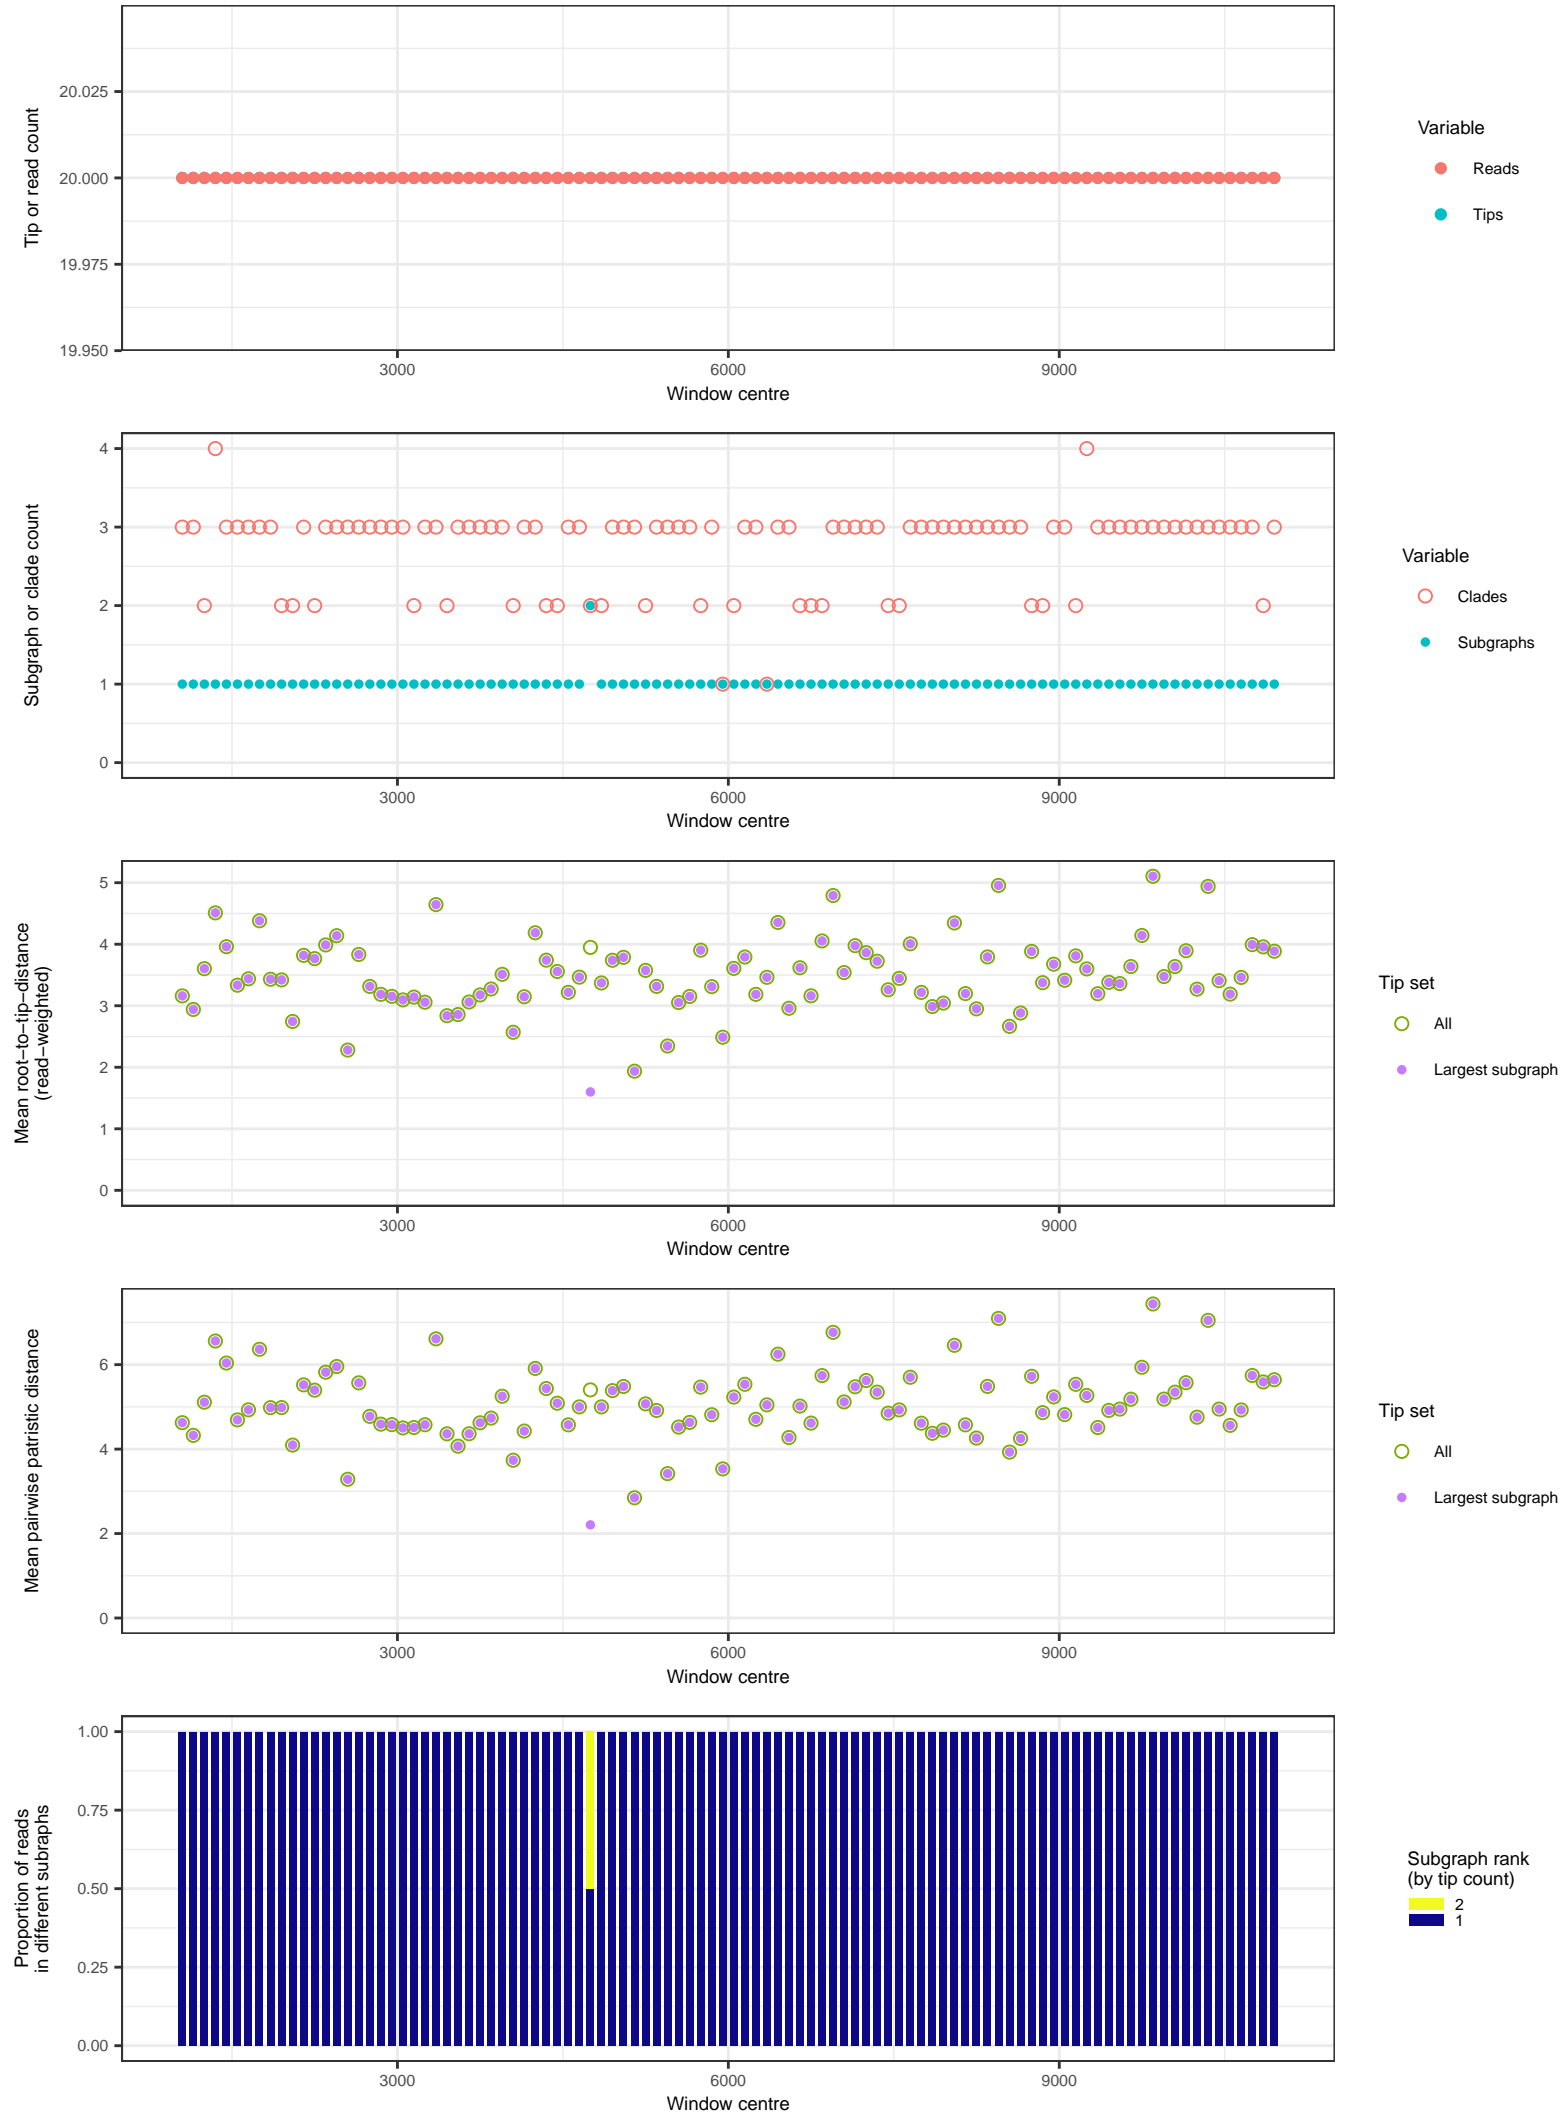 20.025
20.000
19.975
19.950
Tip or read count
3000 6000 9000
Window centre
Variable
Reads
Tips
4
3
2
1
0
Subgraph or clade count
3000 6000 9000
Window centre
Variable
Clades
Subgraphs
5
4
3
2
1
0
Mean root−to−tip−distance
(read−weighted)
3000 6000 9000
Window centre
Tip set
All
Largest subgraph
6
4
2
0
Mean pairwise patristic distance
3000 6000 9000
Window centre
Tip set
All
Largest subgraph
1.00
0.75
0.50
0.25
0.00
Proportion of reads
in different subraphs
3000 6000 9000
Window centre
Subgraph rank
(by tip count)
2
1